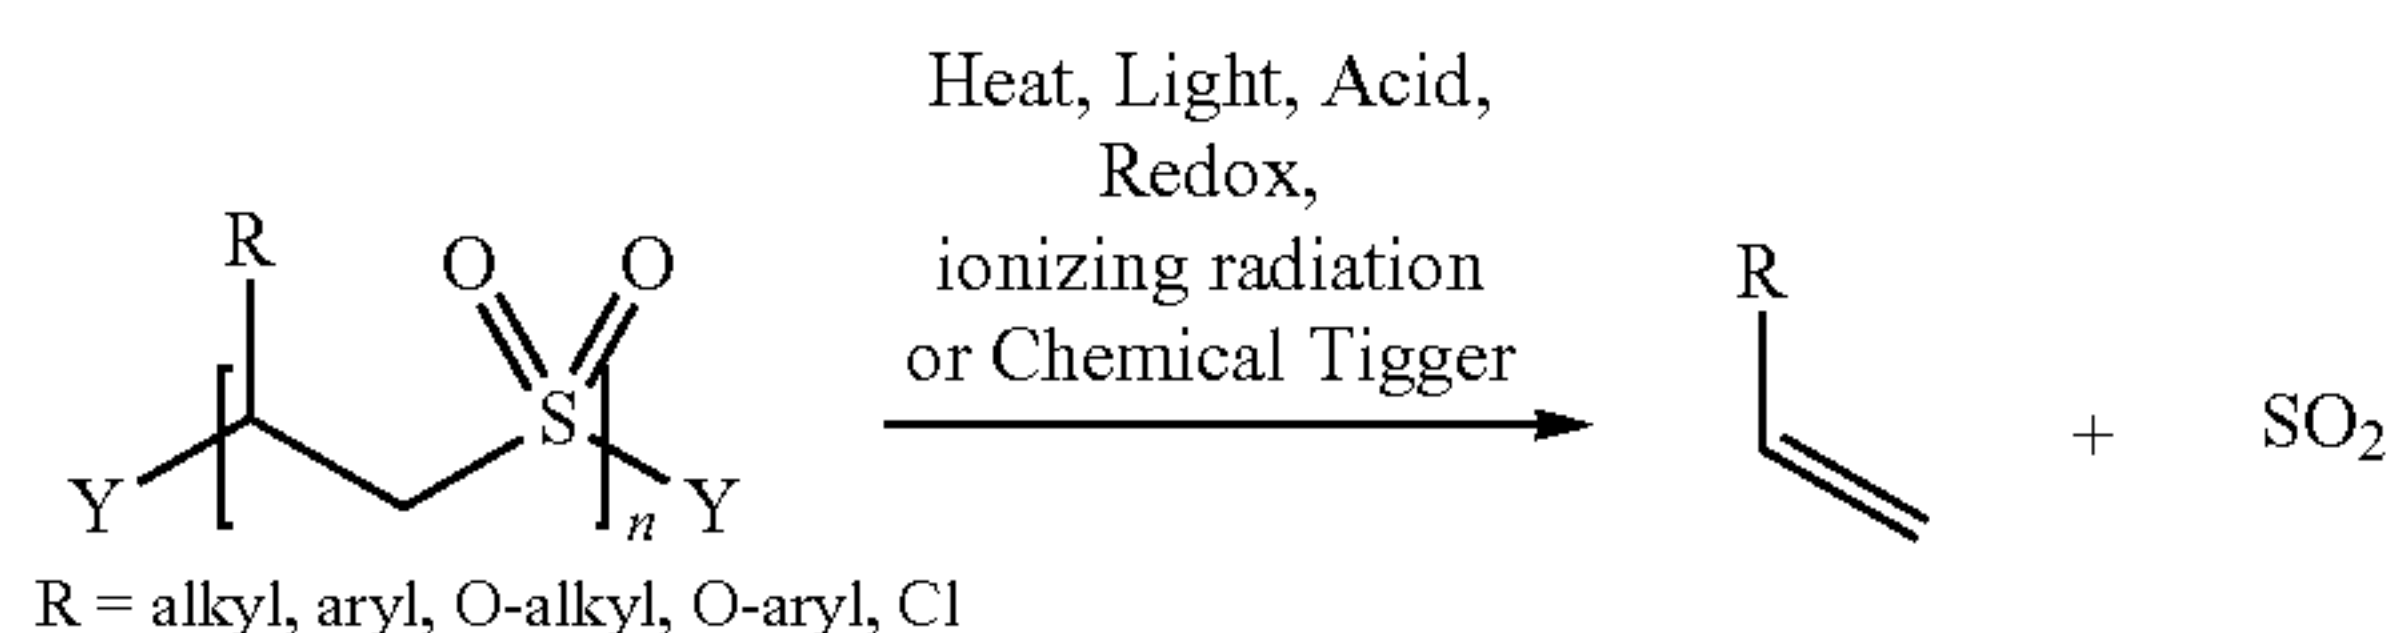 Heat, Light, Acid,
Redox,
ionizing radiation
or Chemical Tigger
R
O O
S
Y
Y
n
R = alkyl, aryl, O-alkyl, O-aryl, Cl
R
+ SO2